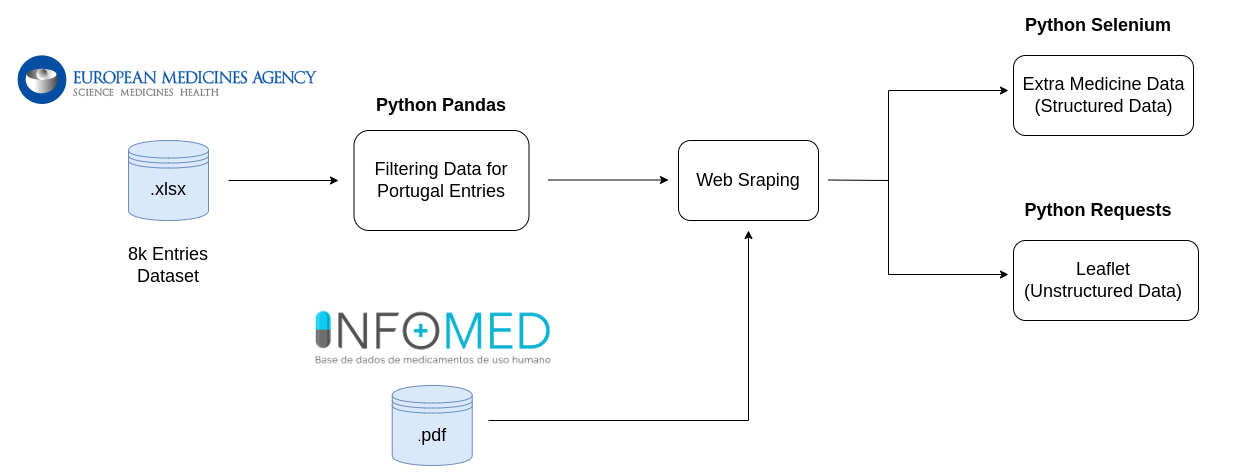 Python Selenium
EUROPEAN MEDICINES AGENCY
SCIENCE MEDICINES HEALTH
Extra Medicine Data
(Structured Data)
Python Pandas
.xlsx
Filtering Data for
Portugal Entries
Web Sraping
8k Entries
Dataset
Python Requests
Leaflet
(Unstructured Data)
INFOMED
Base de dados de medicamentos de uso humano
.pdf